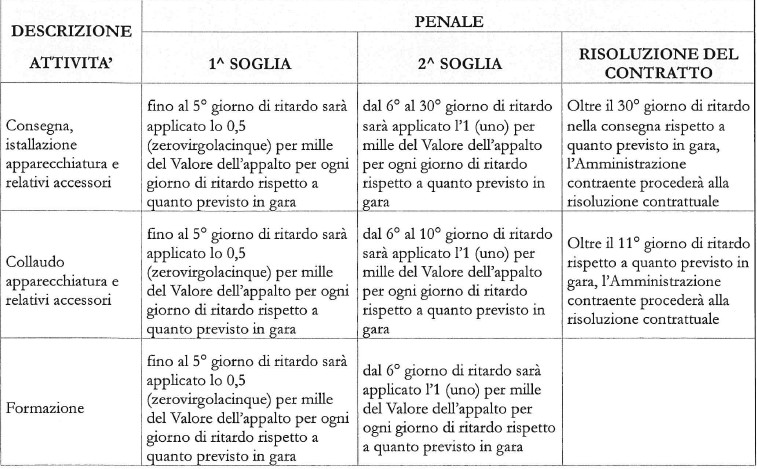 DESCRIZIONE
ATTIVITA'
PENALE
1^ SOGLIA
2^ SOGLIA
RISOLUZIONE DEL
CONTRATTO
Consegna,
istallazione
apparecchiatura e
relativi accessori
fino al 5° giorno di ritardo sarà
applicato lo 0,5
(zerovirgolacinque) per mille
del Valore dell'appalto per ogni
giorno di ritardo rispetto a
quanto previsto in gara
dal 6° al 30° giorno di ritardo
sarà applicato l'1 (uno) per
mille del Valore dell'appalto
per ogni giorno di ritardo
rispetto a quanto previsto in
gara
Oltre il 30° giorno di ritardo
nella consegna rispetto a
quanto previsto in gara,
l'Amministrazione
contraente procederà alla
risoluzione contrattuale
Collaudo
apparecchiatura e
relativi accessori
fino al 5° giorno di ritardo sarà
applicato lo 0,5
(zerovirgolacinque) per mille
del Valore dell'appalto per ogni
giorno di ritardo rispetto a
quanto previsto in gara
dal 6° al 10° giorno di ritardo
sarà applicato l'1 (uno) per
mille del Valore dell'appalto
per ogni giorno di ritardo
rispetto a quanto previsto in
gara
Oltre il 11° giorno di ritardo
rispetto a quanto previsto in
gara, l'Amministrazione
contraente procederà alla
risoluzione contrattuale
Formazione
fino al 5° giorno di ritardo sarà
applicato lo 0,5
(zerovirgolacinque) per mille
del Valore dell'appalto per ogni
giorno di ritardo rispetto a
quanto previsto in gara
dal 6° giorno di ritardo sarà
applicato l'1 (uno) per mille
del Valore dell'appalto per
ogni giorno di ritardo rispetto
a quanto previsto in gara